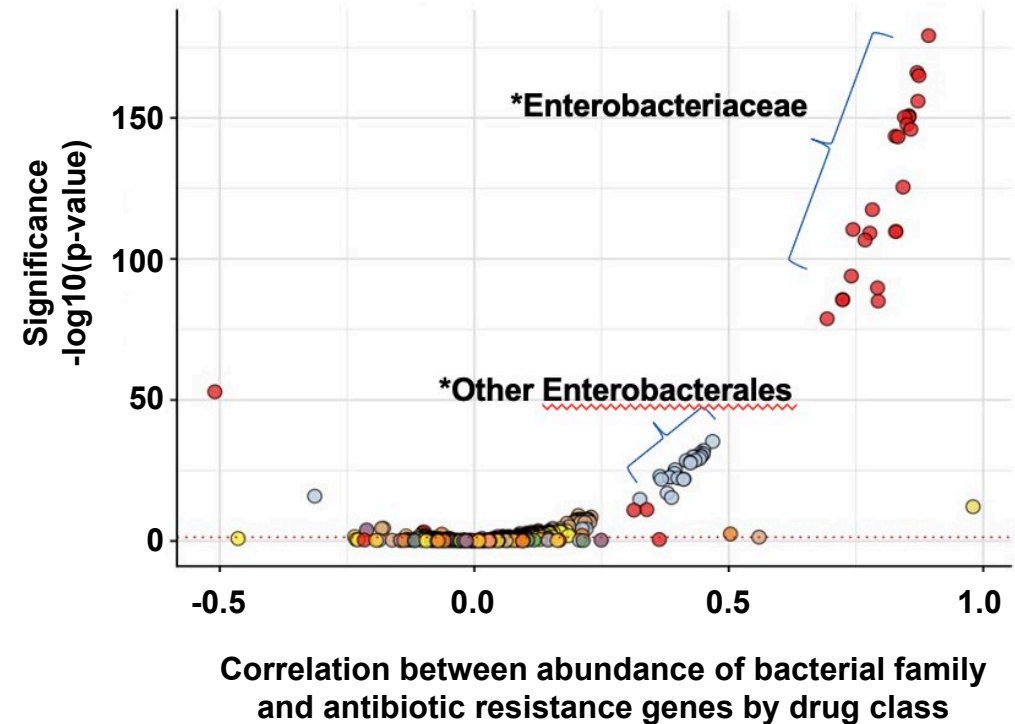 *Enterobacteriaceae
*Other Enterobacterales
Significance
-log10(p-value)
150
100
50
0
-0.5
0.0
0.5
1.0
Correlation between abundance of bacterial family
and antibiotic resistance genes by drug class